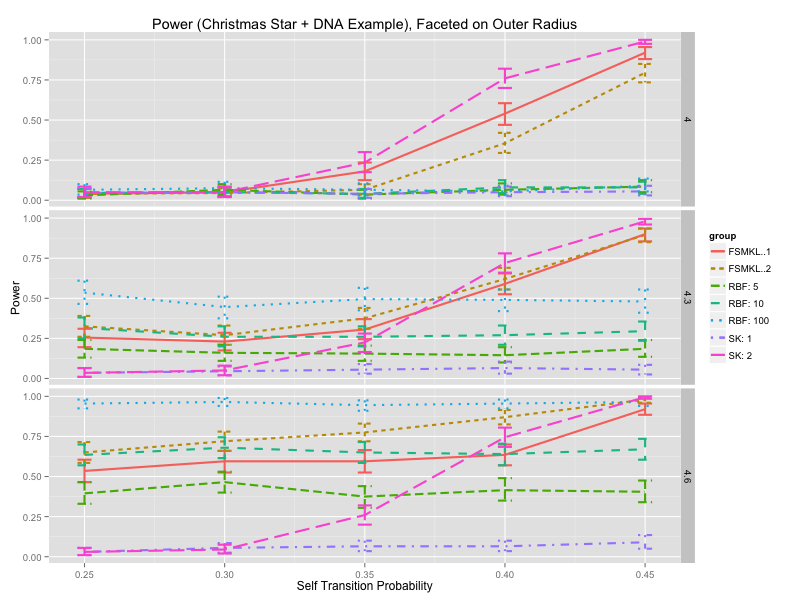 Power (Christmas Star + DNA Example), Faceted on Outer Radius
1.00
0.75
0.50
0.25
0.00
4
1.00
0.75
0.50
0.25
0.00
4.3
1.00
0.75
0.50
0.25
0.00
4.6
Power
0.25
0.30
0.35
0.40
0.45
Self Transition Probability
group
FSMKL..1
FSMKL..2
RBF: 5
RBF: 10
RBF: 100
SK: 1
SK: 2